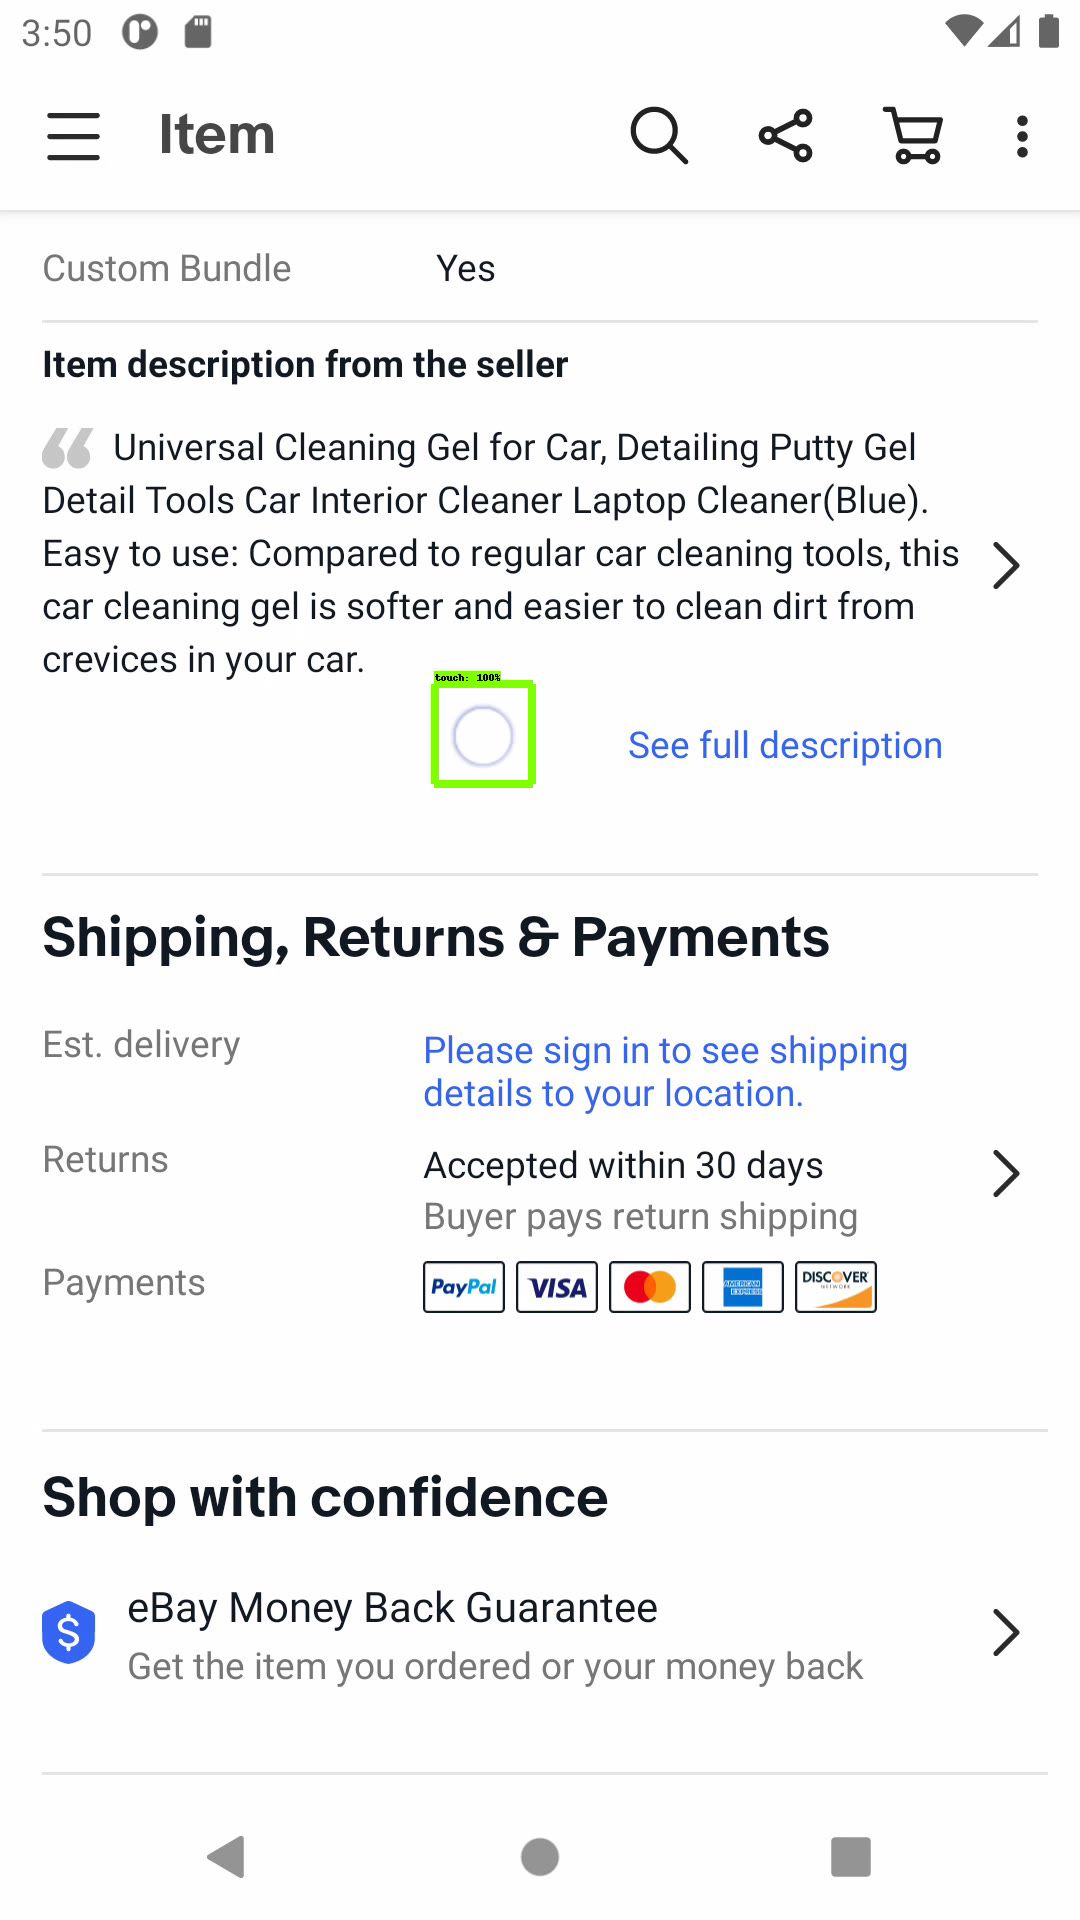 3:50
Item
Custom Bundle Yes
Item description from the seller
Universal Cleaning Gel for Car, Detailing Putty Gel
Detail Tools Car Interior Cleaner Laptop Cleaner(Blue).
Easy to use: Compared to regular car cleaning tools, this
car cleaning gel is softer and easier to clean dirt from
crevices in your car.
touch: 100%
See full description
Shipping, Returns & Payments
Est. delivery Please sign in to see shipping
details to your location.
Returns Accepted within 30 days
Buyer pays return shipping
Payments PayPal VISA AMERICAN EXPRESS DISCOVER NETWORK
Shop with confidence
eBay Money Back Guarantee
Get the item you ordered or your money back